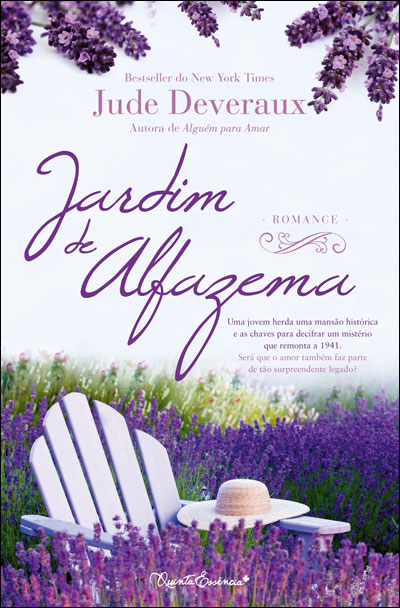 Bestseller do New York Times
Jude Deveraux
Autora de Alguém para Amar
Jardim
de
Alfazema
· ROMANCE ·
Uma jovem herda uma mansão histórica
e as chaves para decifrar um mistério
que remonta a 1941.
Será que o amor também faz parte
de tão surpreendente legado?
Quinta Essência